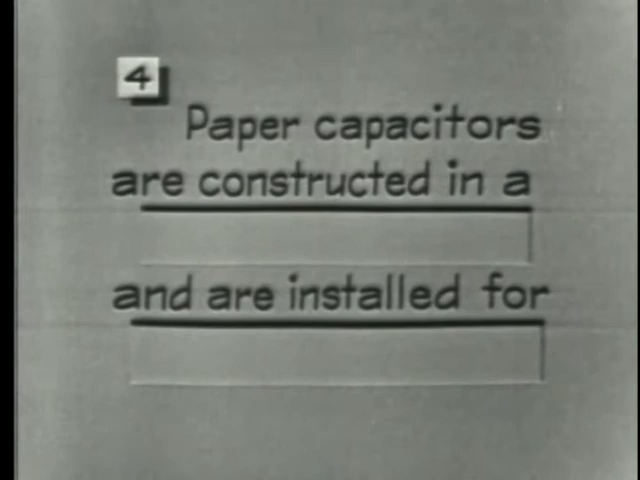 4
Paper capacitors
are constructed in a
and are installed for